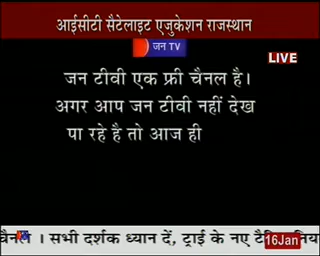 आईसीटी सैटेलाइट एजुकेशन राजस्थान
जन TV
LIVE
जन टीवी एक फ्री चैनल है।
अगर आप जन टीवी नहीं देख
पा रहे है तो आज ही
चैनल । सभी दर्शक ध्यान दें, ट्राई के नए
16Jan